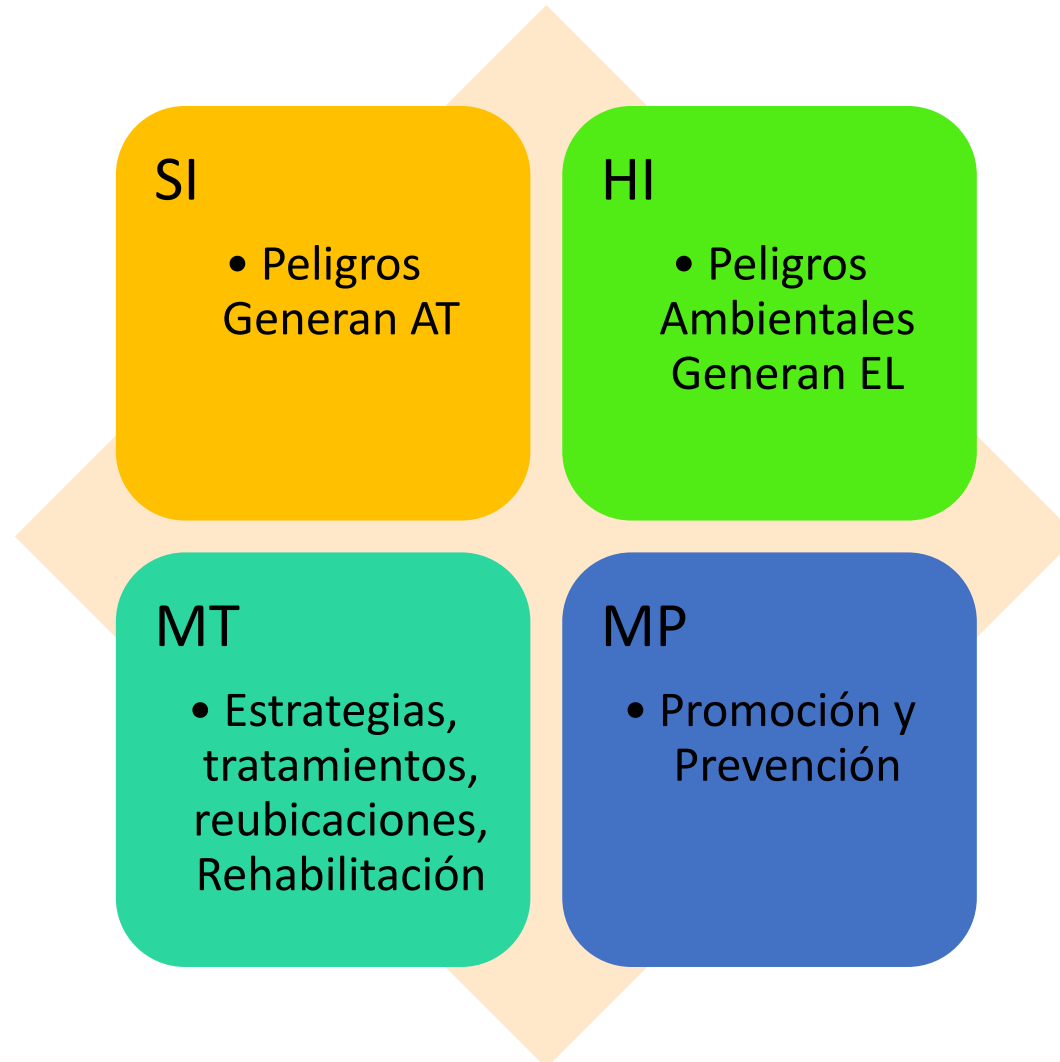 SI
• Peligros
Generan AT
HI
• Peligros
Ambientales
Generan EL
MT
• Estrategias,
tratamientos,
reubicaciones,
Rehabilitación
MP
• Promoción y
Prevención